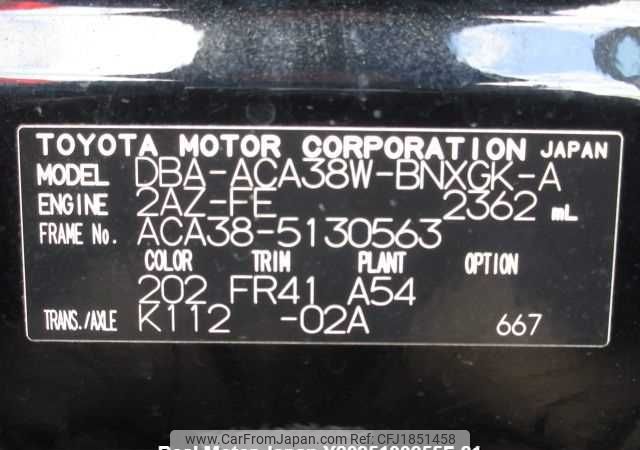 TOYOTA MOTOR CORPORATION JAPAN
MODEL DBA-ACA38W-BNXGK-A
ENGINE 2AZ-FE 2362 mL
FRAME No. ACA38-5130563
COLOR TRIM PLANT OPTION
202 FR41 A54
TRANS./AXLE K112 -02A 667
www.carfromjapan.com - CFJ1851458